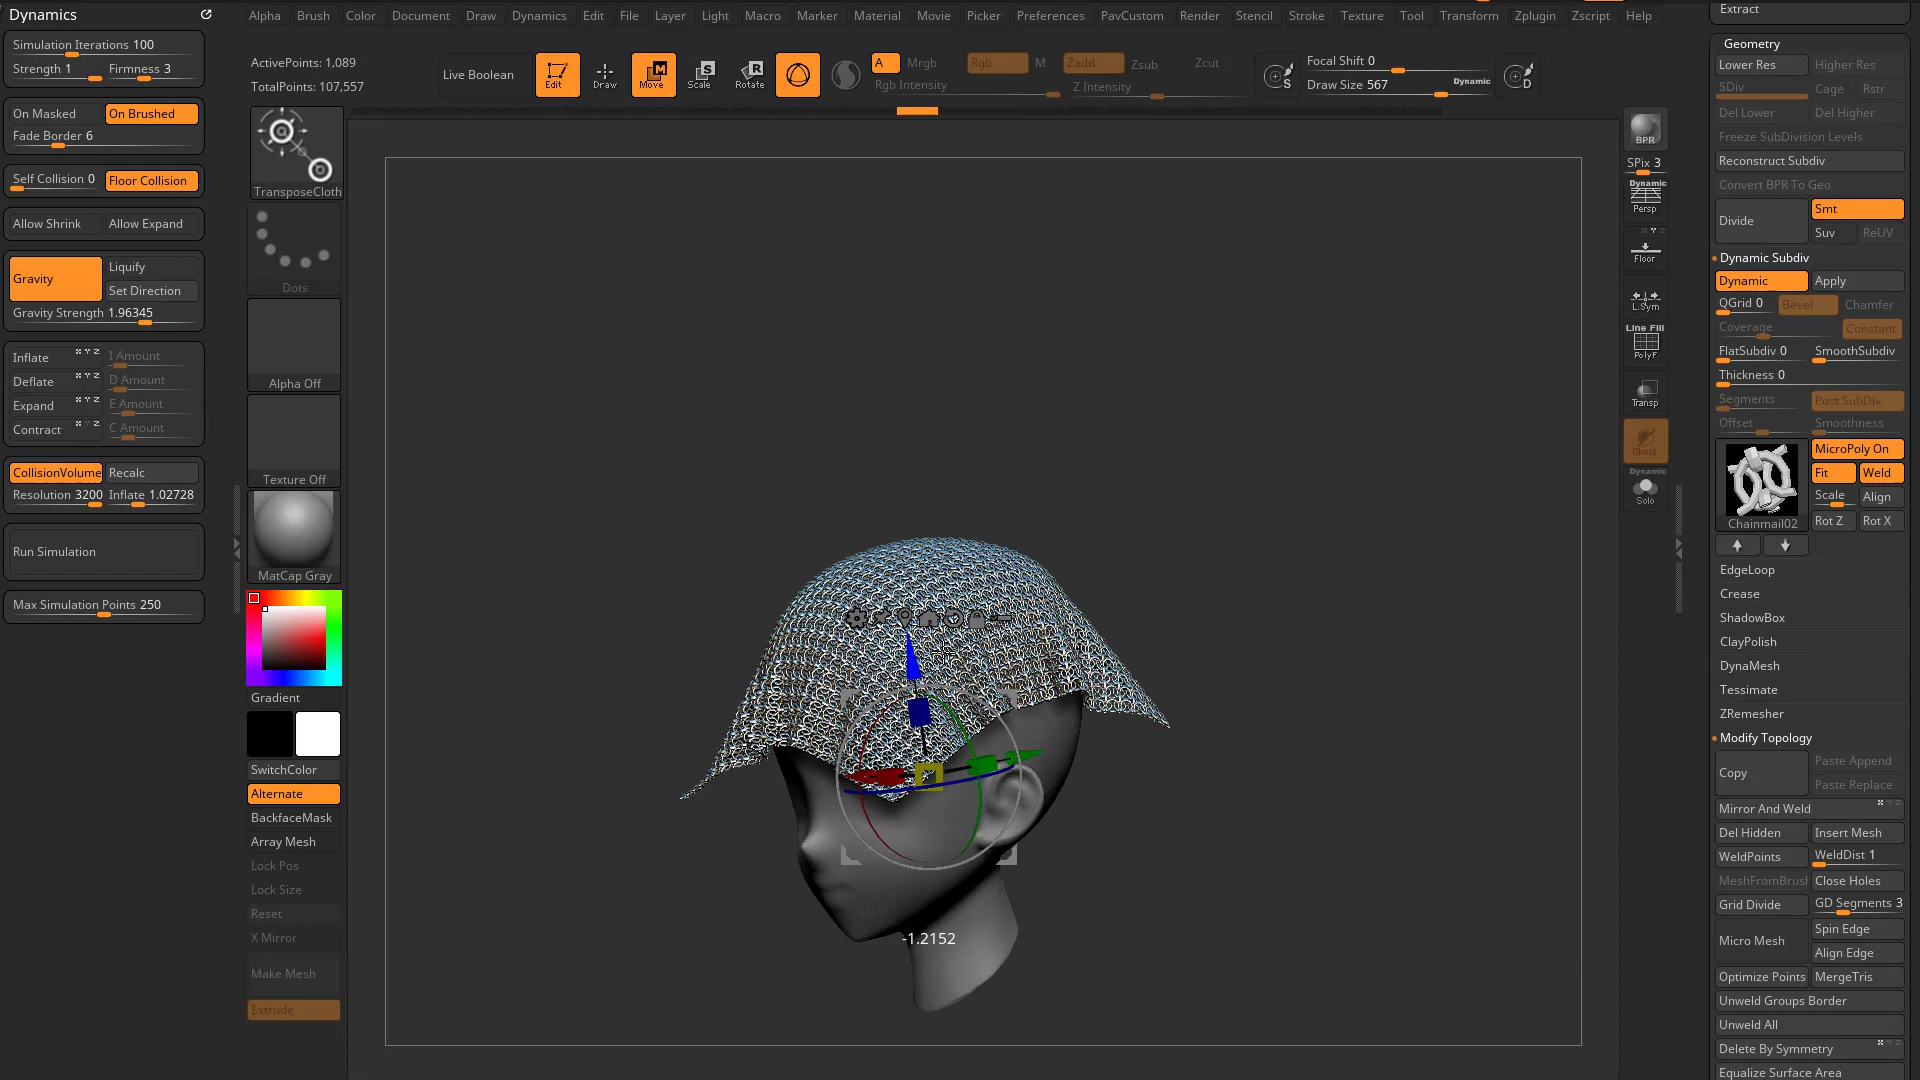 Dynamics
Simulation Iterations 100
Strength 1 Firmness 3
On Masked On Brushed
Fade Border 6
Self Collision 0 Floor Collision
Allow Shrink Allow Expand
Gravity Liquify
Set Direction
Gravity Strength 1.96345
Inflate I Amount
Deflate D Amount
Expand E Amount
Contract C Amount
CollisionVolume Recalc
Resolution 3200 Inflate 1.02728
Run Simulation
Max Simulation Points 250
Alpha Brush Color Document Draw Dynamics Edit File Layer Light Macro Marker Material Movie Picker Preferences PavCustom Render Stencil Stroke Texture Tool Transform Zplugin Zscript Help
ActivePoints: 1,089
TotalPoints: 107,557
Live Boolean
Edit Draw Move Scale Rotate
A Mrgb Rgb M Zadd Zsub Zcut
Rgb Intensity Z Intensity
S
Focal Shift 0
Draw Size 567 Dynamic
D
TransposeCloth
Dots
Alpha Off
Texture Off
MatCap Gray
Gradient
SwitchColor
Alternate
BackfaceMask
Array Mesh
Lock Pos
Lock Size
Reset
X Mirror
Make Mesh
Extrude
-1.2152
BPR
SPix 3
Dynamic
Persp
Floor
L.Sym
Line Fill
PolyF
Transp
Ghost
Dynamic
Solo
Extract
Geometry
Lower Res Higher Res
SDiv Cage Rstr
Del Lower Del Higher
Freeze SubDivision Levels
Reconstruct Subdiv
Convert BPR To Geo
Divide Smt
Suv ReUV
Dynamic Subdiv
Dynamic Apply
QGrid 0 Bevel Chamfer
Coverage Constant
FlatSubdiv 0 SmoothSubdiv
Thickness 0
Segments Post SubDiv
Offset Smoothness
MicroPoly On
Fit Weld
Scale Align
Chainmail02 Rot Z Rot X
EdgeLoop
Crease
ShadowBox
ClayPolish
DynaMesh
Tessimate
ZRemesher
Modify Topology
Copy Paste Append
Paste Replace
Mirror And Weld
Del Hidden Insert Mesh
WeldPoints WeldDist 1
MeshFromBrush Close Holes
Grid Divide GD Segments 3
Micro Mesh Spin Edge
Align Edge
Optimize Points MergeTris
Unweld Groups Border
Unweld All
Delete By Symmetry
Equalize Surface Area